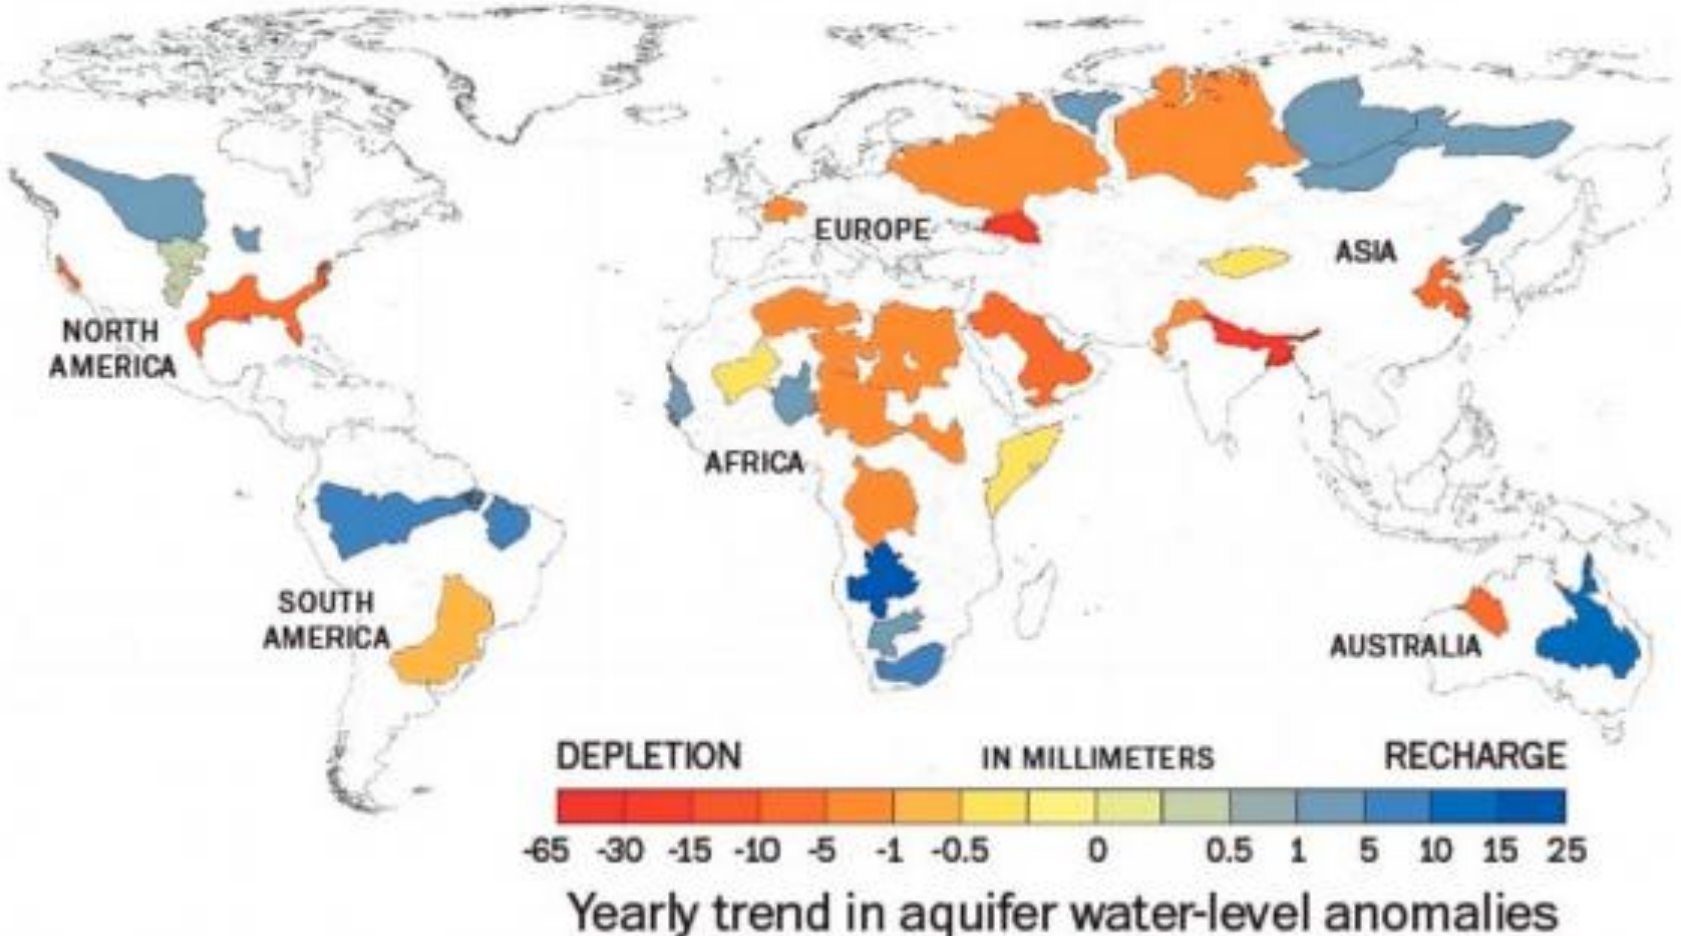 EUROPE
ASIA
NORTH
AMERICA
AFRICA
SOUTH
AMERICA
AUSTRALIA
DEPLETION IN MILLIMETERS RECHARGE
-65 -30 -15 -10 -5 -1 -0.5 0 0.5 1 5 10 15 25
Yearly trend in aquifer water-level anomalies